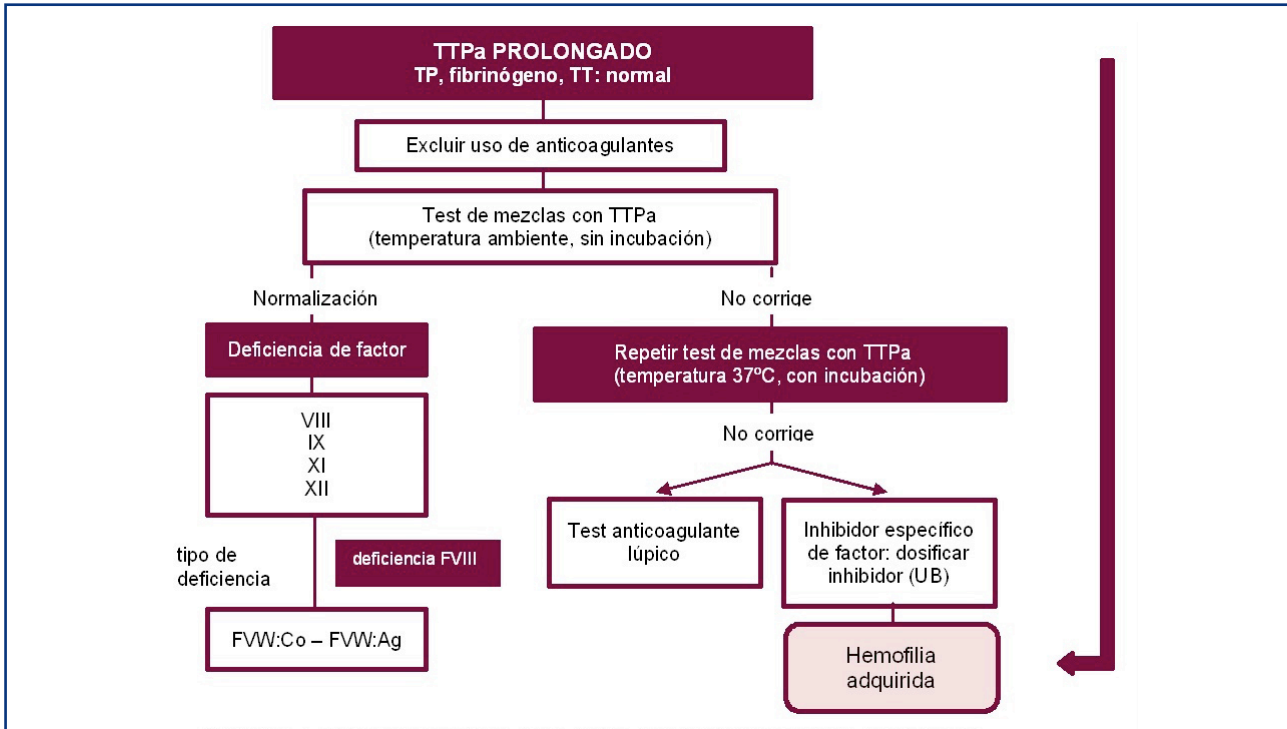 TTPa PROLONGADO
TP, fibrinógeno, TT: normal
Excluir uso de anticoagulantes
Test de mezclas con TTPa
(temperatura ambiente, sin incubación)
Normalización
No corrige
Deficiencia de factor
Repetir test de mezclas con TTPa
(temperatura 37ºC, con incubación)
VIII
IX
XI
XII
No corrige
Test anticoagulante
lúpico
Inhibidor específico
de factor: dosificar
inhibidor (UB)
tipo de
deficiencia
deficiencia FVIII
FVW:Co – FVW:Ag
Hemofilia
adquirida